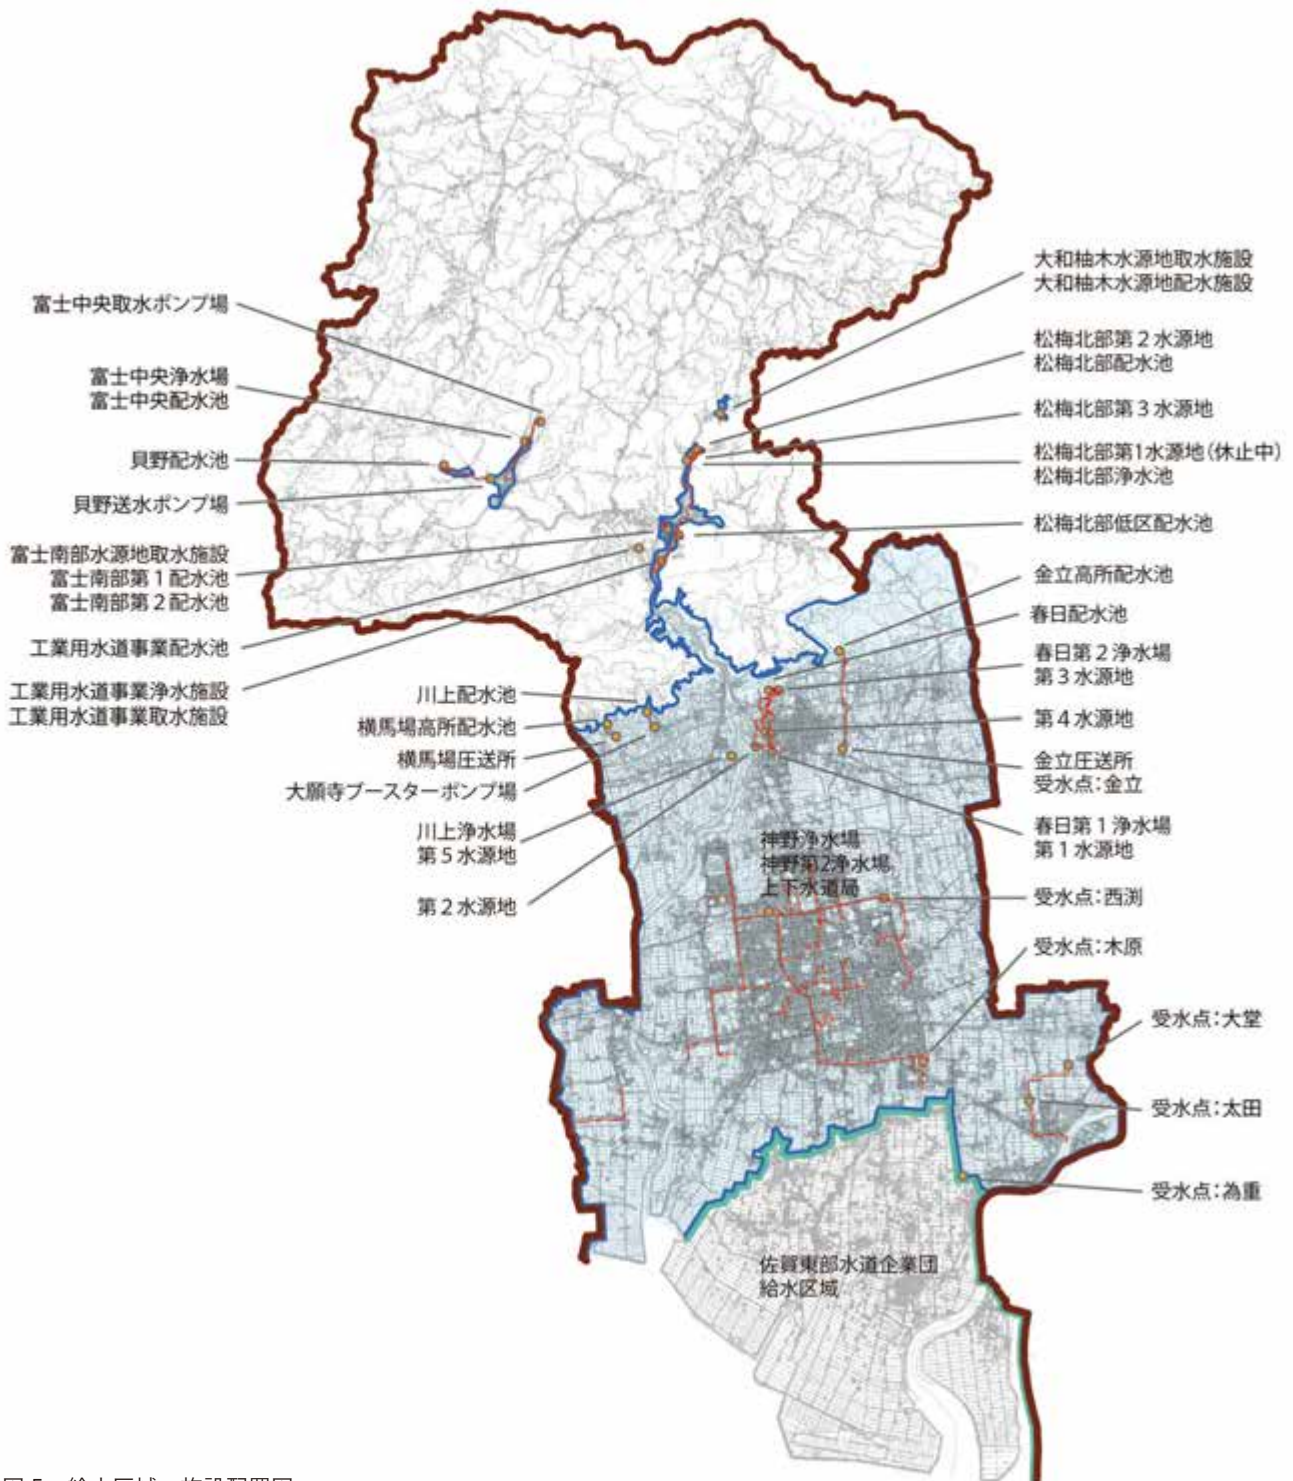 富士中央取水ポンプ場
富士中央浄水場
富士中央配水池
貝野配水池
貝野送水ポンプ場
富士南部水源地取水施設
富士南部第1配水池
富士南部第2配水池
工業用水道事業配水池
工業用水道事業浄水施設
工業用水道事業取水施設
川上配水池
横馬場高所配水池
横馬場圧送所
大願寺ブースターポンプ場
川上浄水場
第5水源地
第2水源地
大和柚木水源地取水施設
大和柚木水源地配水施設
松梅北部第2水源地
松梅北部配水池
松梅北部第3水源地
松梅北部第1水源地(休止中)
松梅北部浄水池
松梅北部低区配水池
金立高所配水池
春日配水池
春日第2浄水場
第3水源地
第4水源地
金立圧送所
受水点:金立
春日第1浄水場
第1水源地
神野浄水場
神野第2浄水場
上下水道局
受水点:西渕
受水点:木原
受水点:大堂
受水点:太田
受水点:為重
佐賀東部水道企業団
給水区域